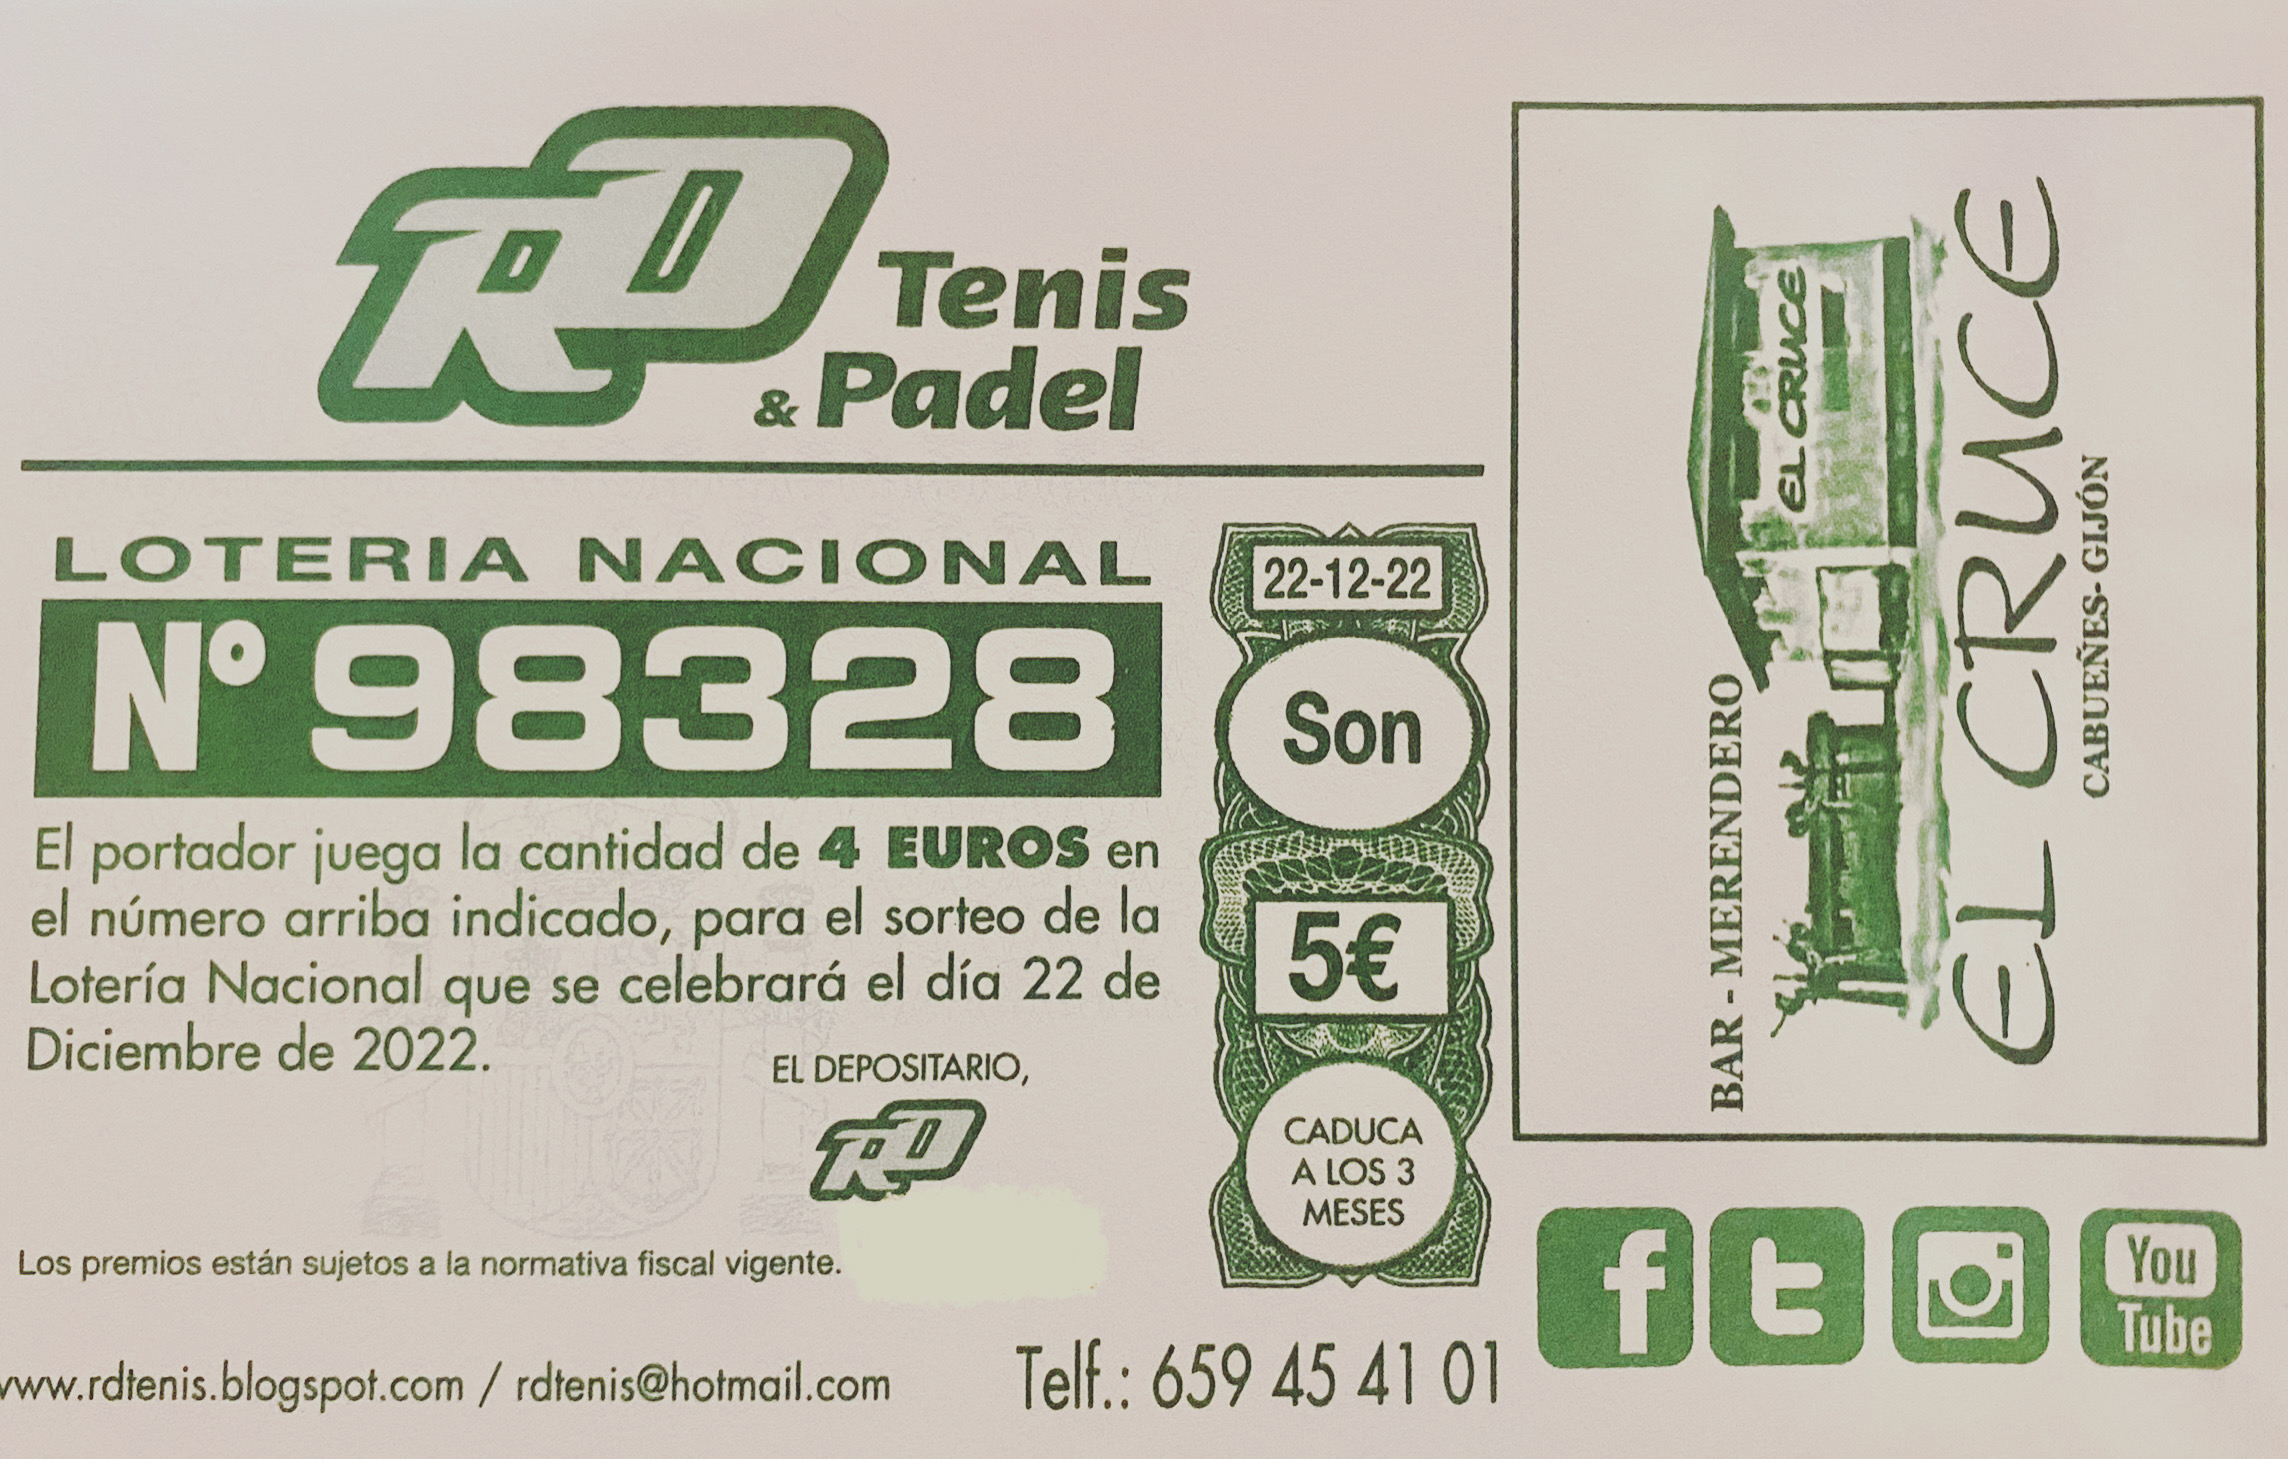 RD
Tenis
& Padel
LOTERIA NACIONAL
Nº 98328
El portador juega la cantidad de 4 EUROS en
el número arriba indicado, para el sorteo de la
Lotería Nacional que se celebrará el día 22 de
Diciembre de 2022.
EL DEPOSITARIO,
RD
Los premios están sujetos a la normativa fiscal vigente.
www.rdtenis.blogspot.com / rdtenis@hotmail.com
Telf.: 659 45 41 01
22-12-22
Son
5€
CADUCA
A LOS 3
MESES
BAR - MERENDERO
EL CRUCE
EL CRUCE
CABUEÑES- GIJÓN
f
t
You
Tube